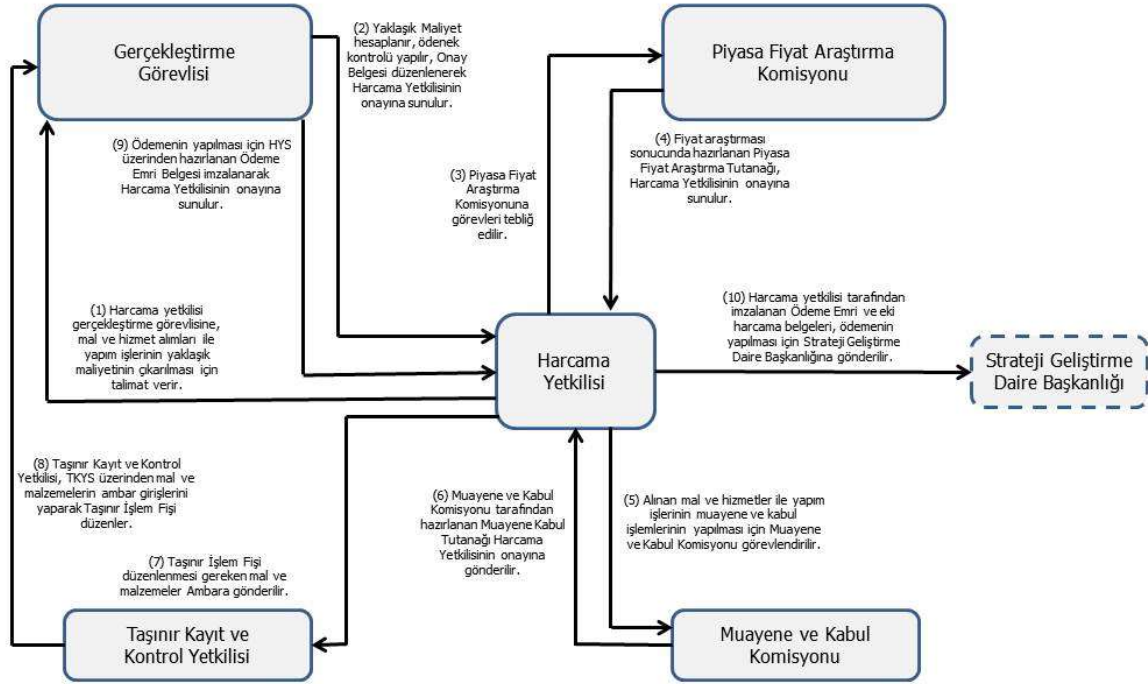 Gerçekleştirme
Görevlisi
(2) Yaklaşık Maliyet
hesaplanır, ödenek
kontrolü yapılır, Onay
Belgesi düzenlenerek
Harcama Yetkilisinin
onayına sunulur.
Piyasa Fiyat Araştırma
Komisyonu
(9) Ödemenin yapılması için HYS
üzerinden hazırlanan Ödeme
Emri Belgesi imzalanarak
Harcama Yetkilisinin onayına
sunulur.
(3) Piyasa Fiyat
Araştırma
Komisyonuna
görevleri tebliğ
edilir.
(4) Fiyat araştırması
sonucunda hazırlanan Piyasa
Fiyat Araştırma Tutanağı,
Harcama Yetkilisinin onayına
sunulur.
(1) Harcama yetkilisi
gerçekleştirme görevlisine,
mal ve hizmet alımları ile
yapım işlerinin yaklaşık
maliyetinin çıkarılması için
talimat verir.
Harcama
Yetkilisi
(10) Harcama yetkilisi tarafından
imzalanan Ödeme Emri ve eki
harcama belgeleri, ödemenin
yapılması için Strateji Geliştirme
Daire Başkanlığına gönderilir.
Strateji Geliştirme
Daire Başkanlığı
(8) Taşınır Kayıt ve Kontrol
Yetkilisi, TKYS üzerinden mal ve
malzemelerin ambar girişlerini
yaparak Taşınır İşlem Fişi
düzenler.
(6) Muayene ve Kabul
Komisyonu tarafından
hazırlanan Muayene Kabul
Tutanağı Harcama
Yetkilisinin onayına
gönderilir.
(5) Alınan mal ve hizmetler ile yapım
işlerinin muayene ve kabul
işlemlerinin yapılması için Muayene
ve Kabul Komisyonu görevlendirilir.
(7) Taşınır İşlem Fişi
düzenlenmesi gereken mal ve
malzemeler Ambara gönderilir.
Taşınır Kayıt ve
Kontrol Yetkilisi
Muayene ve Kabul
Komisyonu